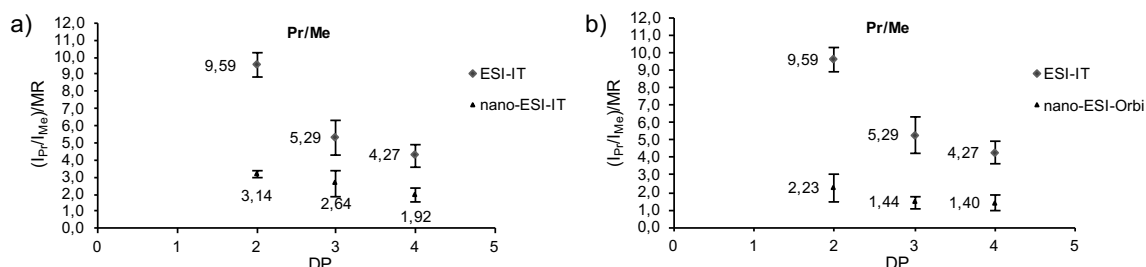 a)
Pr/Me
(I_Pr/I_Me)/MR
12,0
11,0
10,0
9,0
8,0
7,0
6,0
5,0
4,0
3,0
2,0
1,0
0,0
9,59
5,29
4,27
3,14
2,64
1,92
ESI-IT
nano-ESI-IT
0 1 2 3 4 5
DP
b)
Pr/Me
(I_Pr/I_Me)/MR
12,0
11,0
10,0
9,0
8,0
7,0
6,0
5,0
4,0
3,0
2,0
1,0
0,0
9,59
5,29
4,27
2,23
1,44
1,40
ESI-IT
nano-ESI-Orbi
0 1 2 3 4 5
DP